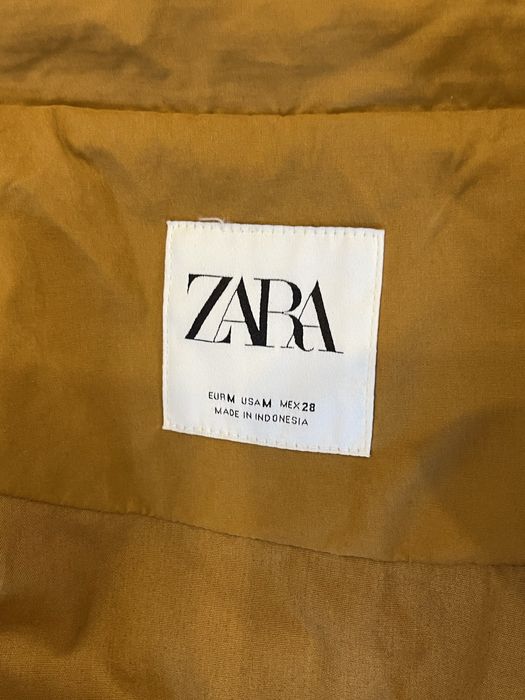 ZARA
EUR M USA M MEX 28
MADE IN INDONESIA